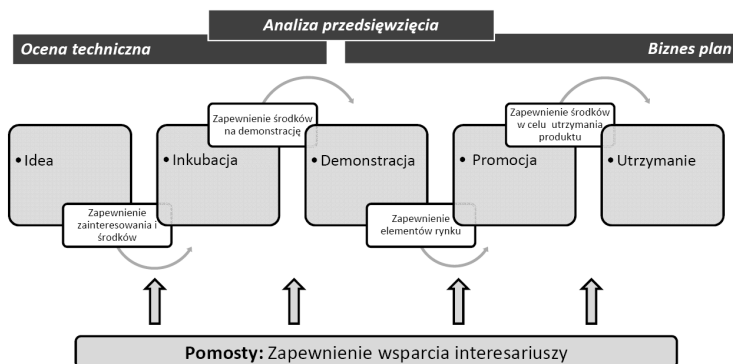 Analiza przedsięwzięcia
Ocena techniczna
Biznes plan
Zapewnienie środków
na demonstrację
Zapewnienie środków
w celu utrzymania
produktu
• Idea
• Inkubacja
• Demonstracja
• Promocja
• Utrzymanie
Zapewnienie
zainteresowania i
środków
Zapewnienie
elementów rynku
Pomosty: Zapewnienie wsparcia interesariuszy